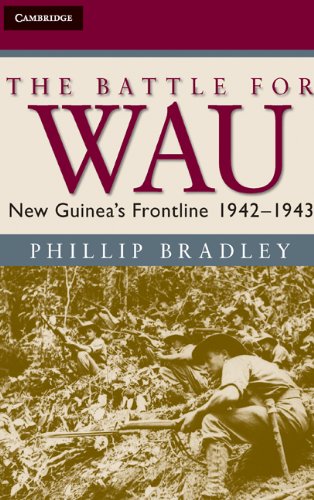 CAMBRIDGE
THE BATTLE FOR
WAU
New Guinea's Frontline 1942–1943
PHILLIP BRADLEY